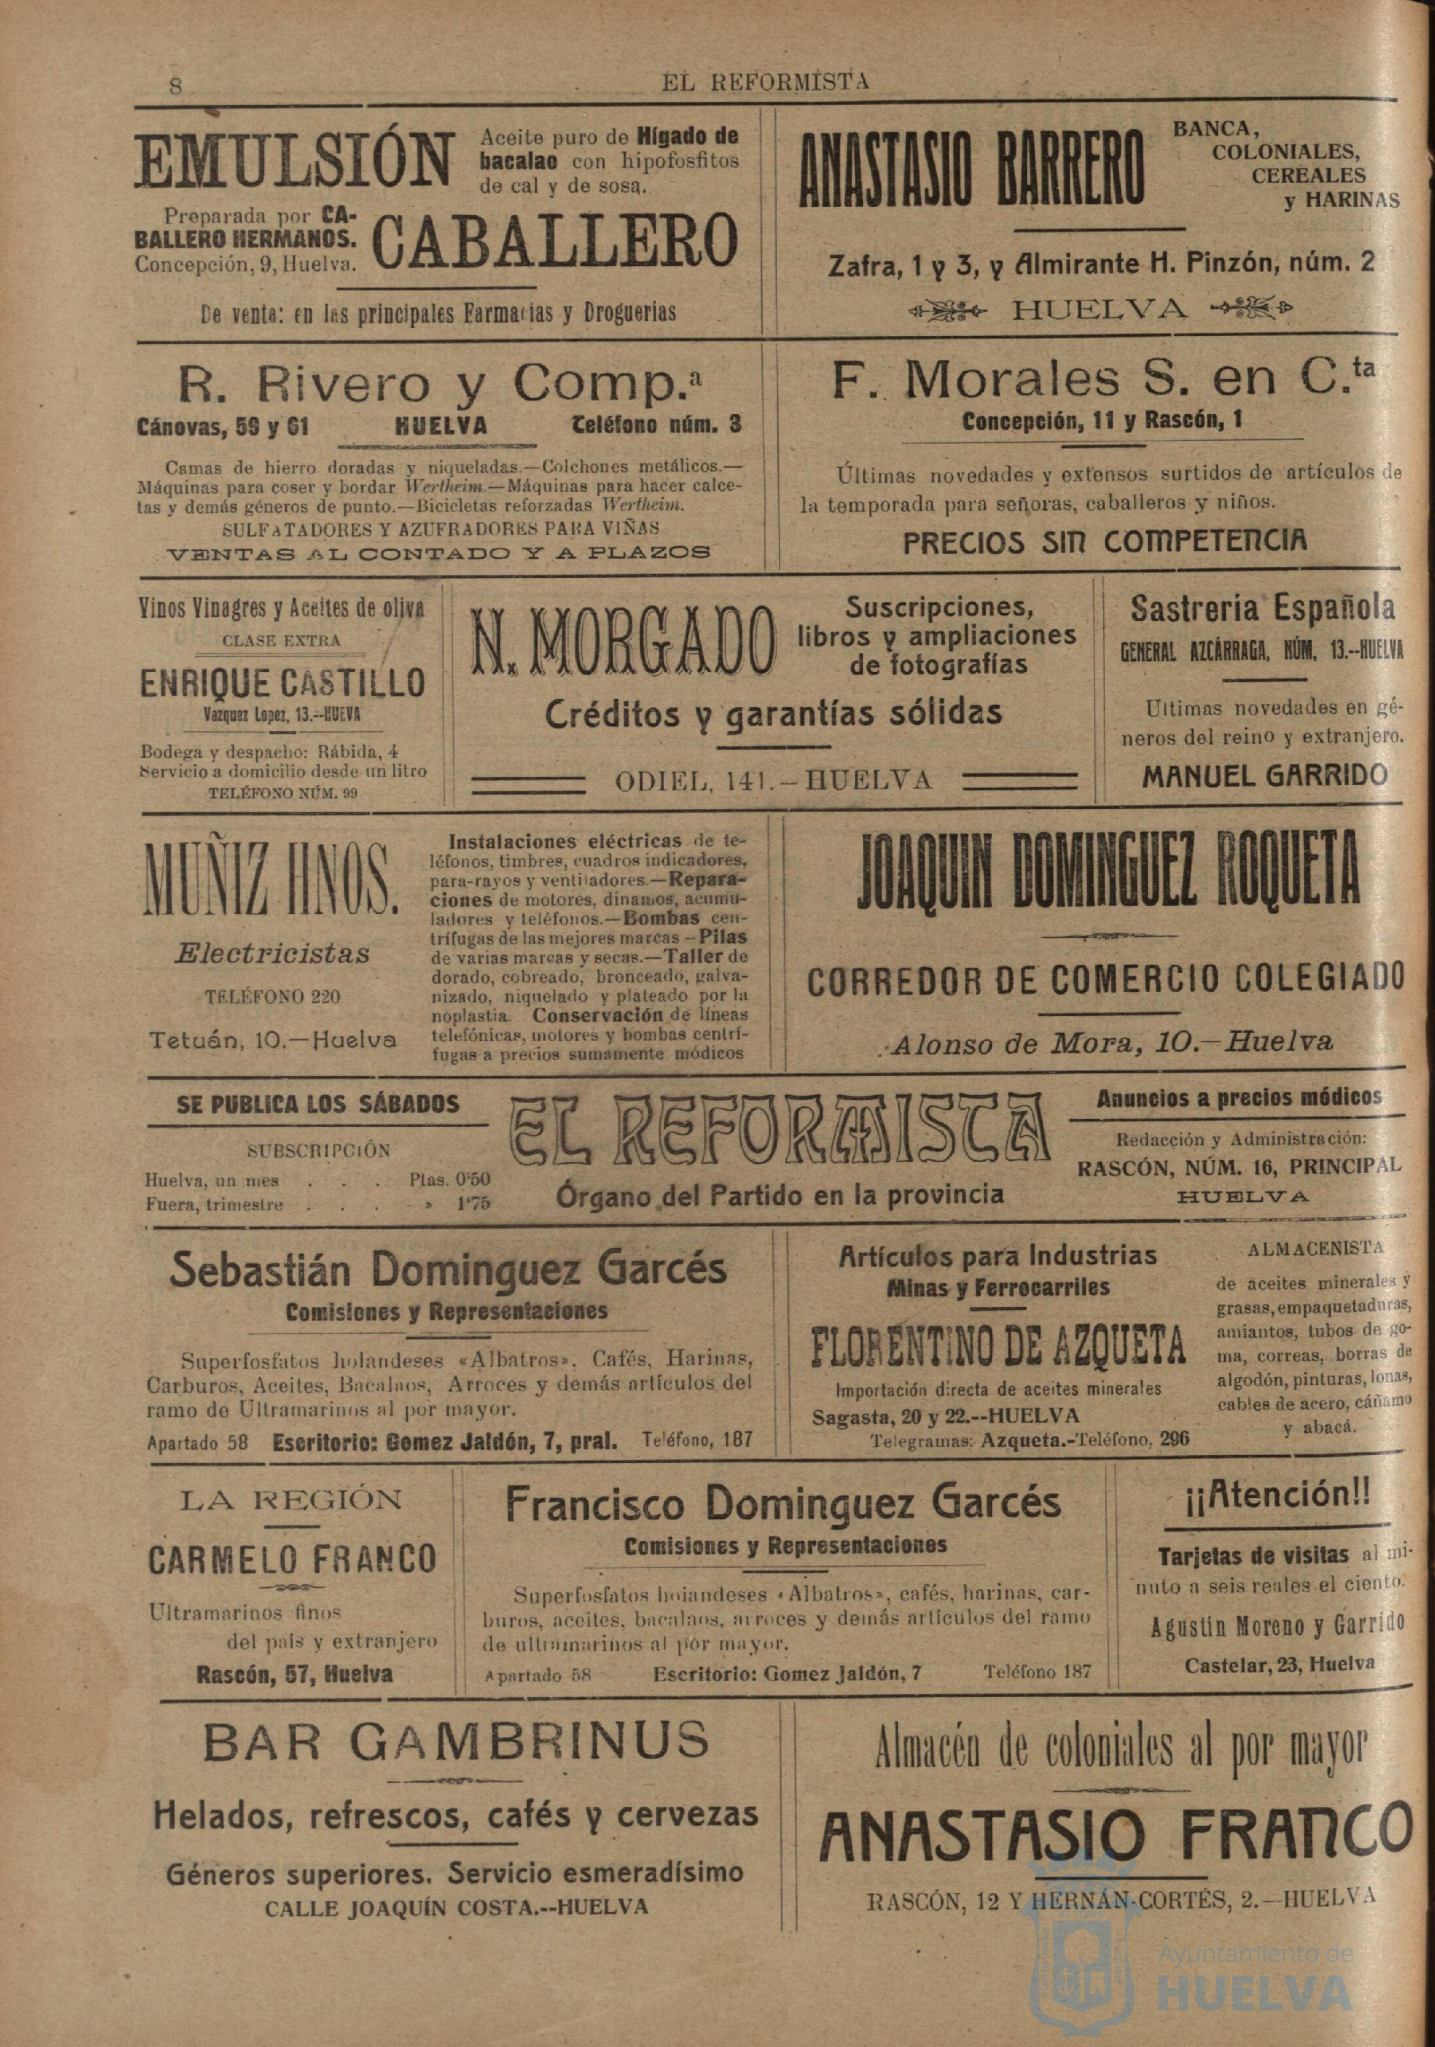 8
EL REFORMISTA
EMULSIÓN
Aceite puro de Hígado de
bacalao con hipofosfitos
de cal y de sosa.
Preparada por CA-
BALLERO HERMANOS.
Concepción, 9, Huelva.
CABALLERO
De venta: en las principales Farmacias y Droguerias
ANASTASIO BARRERO
BANCA,
COLONIALES,
CEREALES
y HARINAS
Zafra, 1 y 3, y Almirante H. Pinzón, núm. 2
HUELVA
R. Rivero y Comp.ª
Cánovas, 59 y 61 HUELVA Teléfono núm. 3
Camas de hierro doradas y niqueladas.—Colchones metálicos.—
Máquinas para coser y bordar Wertheim.—Máquinas para hacer calce-
tas y demás géneros de punto.—Bicicletas reforzadas Wertheim.
SULFATADORES Y AZUFRADORES PARA VIÑAS
VENTAS AL CONTADO Y A PLAZOS
F. Morales S. en C.ta
Concepción, 11 y Rascón, 1
Últimas novedades y extensos surtidos de artículos de
la temporada para señoras, caballeros y niños.
PRECIOS SIN COMPETENCIA
Vinos Vinagres y Aceites de oliva
CLASE EXTRA
ENRIQUE CASTILLO
Vazquez Lopez, 13.--HUEVA
Bodega y despacho: Rábida, 4
Servicio a domicilio desde un litro
TELÉFONO NÚM. 99
N. MORGADO
Suscripciones,
libros y ampliaciones
de fotografías
Créditos y garantías sólidas
ODIEL, 141.—HUELVA
Sastrería Española
GENERAL AZCÁRRAGA, NÚM, 13.--HUELVA
Ultimas novedades en gé-
neros del reino y extranjero.
MANUEL GARRIDO
MUÑIZ HNOS.
Electricistas
TELÉFONO 220
Tetuán, 10.—Huelva
Instalaciones eléctricas de te-
léfonos, timbres, cuadros indicadores,
para-rayos y ventiladores.—Repara-
ciones de motores, dinamos, acumu-
ladores y teléfonos.—Bombas cen-
trífugas de las mejores marcas—Pilas
de varias marcas y secas.—Taller de
dorado, cobreado, bronceado, galva-
nizado, niquelado y plateado por la
noplastia. Conservación de líneas
telefónicas, motores y bombas centrí-
fugas a precios sumamente módicos
JOAQUIN DOMINGUEZ ROQUETA
CORREDOR DE COMERCIO COLEGIADO
Alonso de Mora, 10.—Huelva
SE PUBLICA LOS SÁBADOS
SUBSCRIPCIÓN
Huelva, un mes . . . Ptas. 0'50
Fuera, trimestre . . . - » 1'75
EL REFORMISTA
Órgano del Partido en la provincia
Anuncios a precios módicos
Redacción y Administración:
RASCÓN, NÚM. 16, PRINCIPAL
HUELVA
Sebastián Dominguez Garcés
Comisiones y Representaciones
Superfosfatos holandeses «Albatros», Cafés, Harinas,
Carburos, Aceites, Bacalaos, Arroces y demás artículos del
ramo de Ultramarinos al por mayor.
Apartado 58 Escritorio: Gomez Jaldón, 7, pral. Teléfono, 187
Artículos para Industrias
Minas y Ferrocarriles
FLORENTINO DE AZQUETA
Importación directa de aceites minerales
Sagasta, 20 y 22.--HUELVA
Telegramas: Azqueta.-Teléfono, 296
ALMACENISTA
de aceites minerales y
grasas, empaquetaduras,
amiantos, tubos de go-
ma, correas, borras de
algodón, pinturas, lonas,
cables de acero, cáñamo
y abacá.
LA REGIÓN
CARMELO FRANCO
Ultramarinos finos
del país y extranjero
Rascón, 57, Huelva
Francisco Dominguez Garcés
Comisiones y Representaciones
Superfosfatos holandeses «Albatros», cafés, harinas, car-
buros, aceites, bacalaos, arroces y demás artículos del ramo
de ultramarinos al por mayor.
Apartado 58 Escritorio: Gomez Jaldón, 7 Teléfono 187
¡¡Atención!!
Tarjetas de visitas al mi-
nuto a seis reales el ciento.
Agustin Moreno y Garrido
Castelar, 23, Huelva
BAR GAMBRINUS
Helados, refrescos, cafés y cervezas
Géneros superiores. Servicio esmeradísimo
CALLE JOAQUÍN COSTA.--HUELVA
Almacén de coloniales al por mayor
ANASTASIO FRANCO
RASCÓN, 12 Y HERNÁN-CORTÉS, 2.—HUELVA
Ayuntamiento de
HUELVA